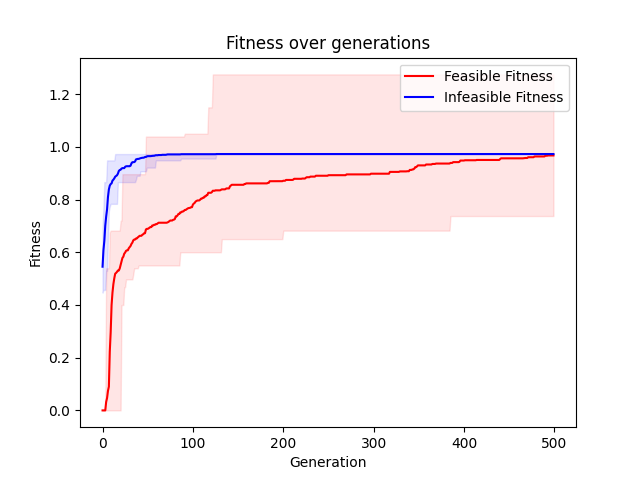 Fitness over generations
Feasible Fitness
Infeasible Fitness
1.2
1.0
0.8
0.6
0.4
0.2
0.0
Fitness
0 100 200 300 400 500
Generation